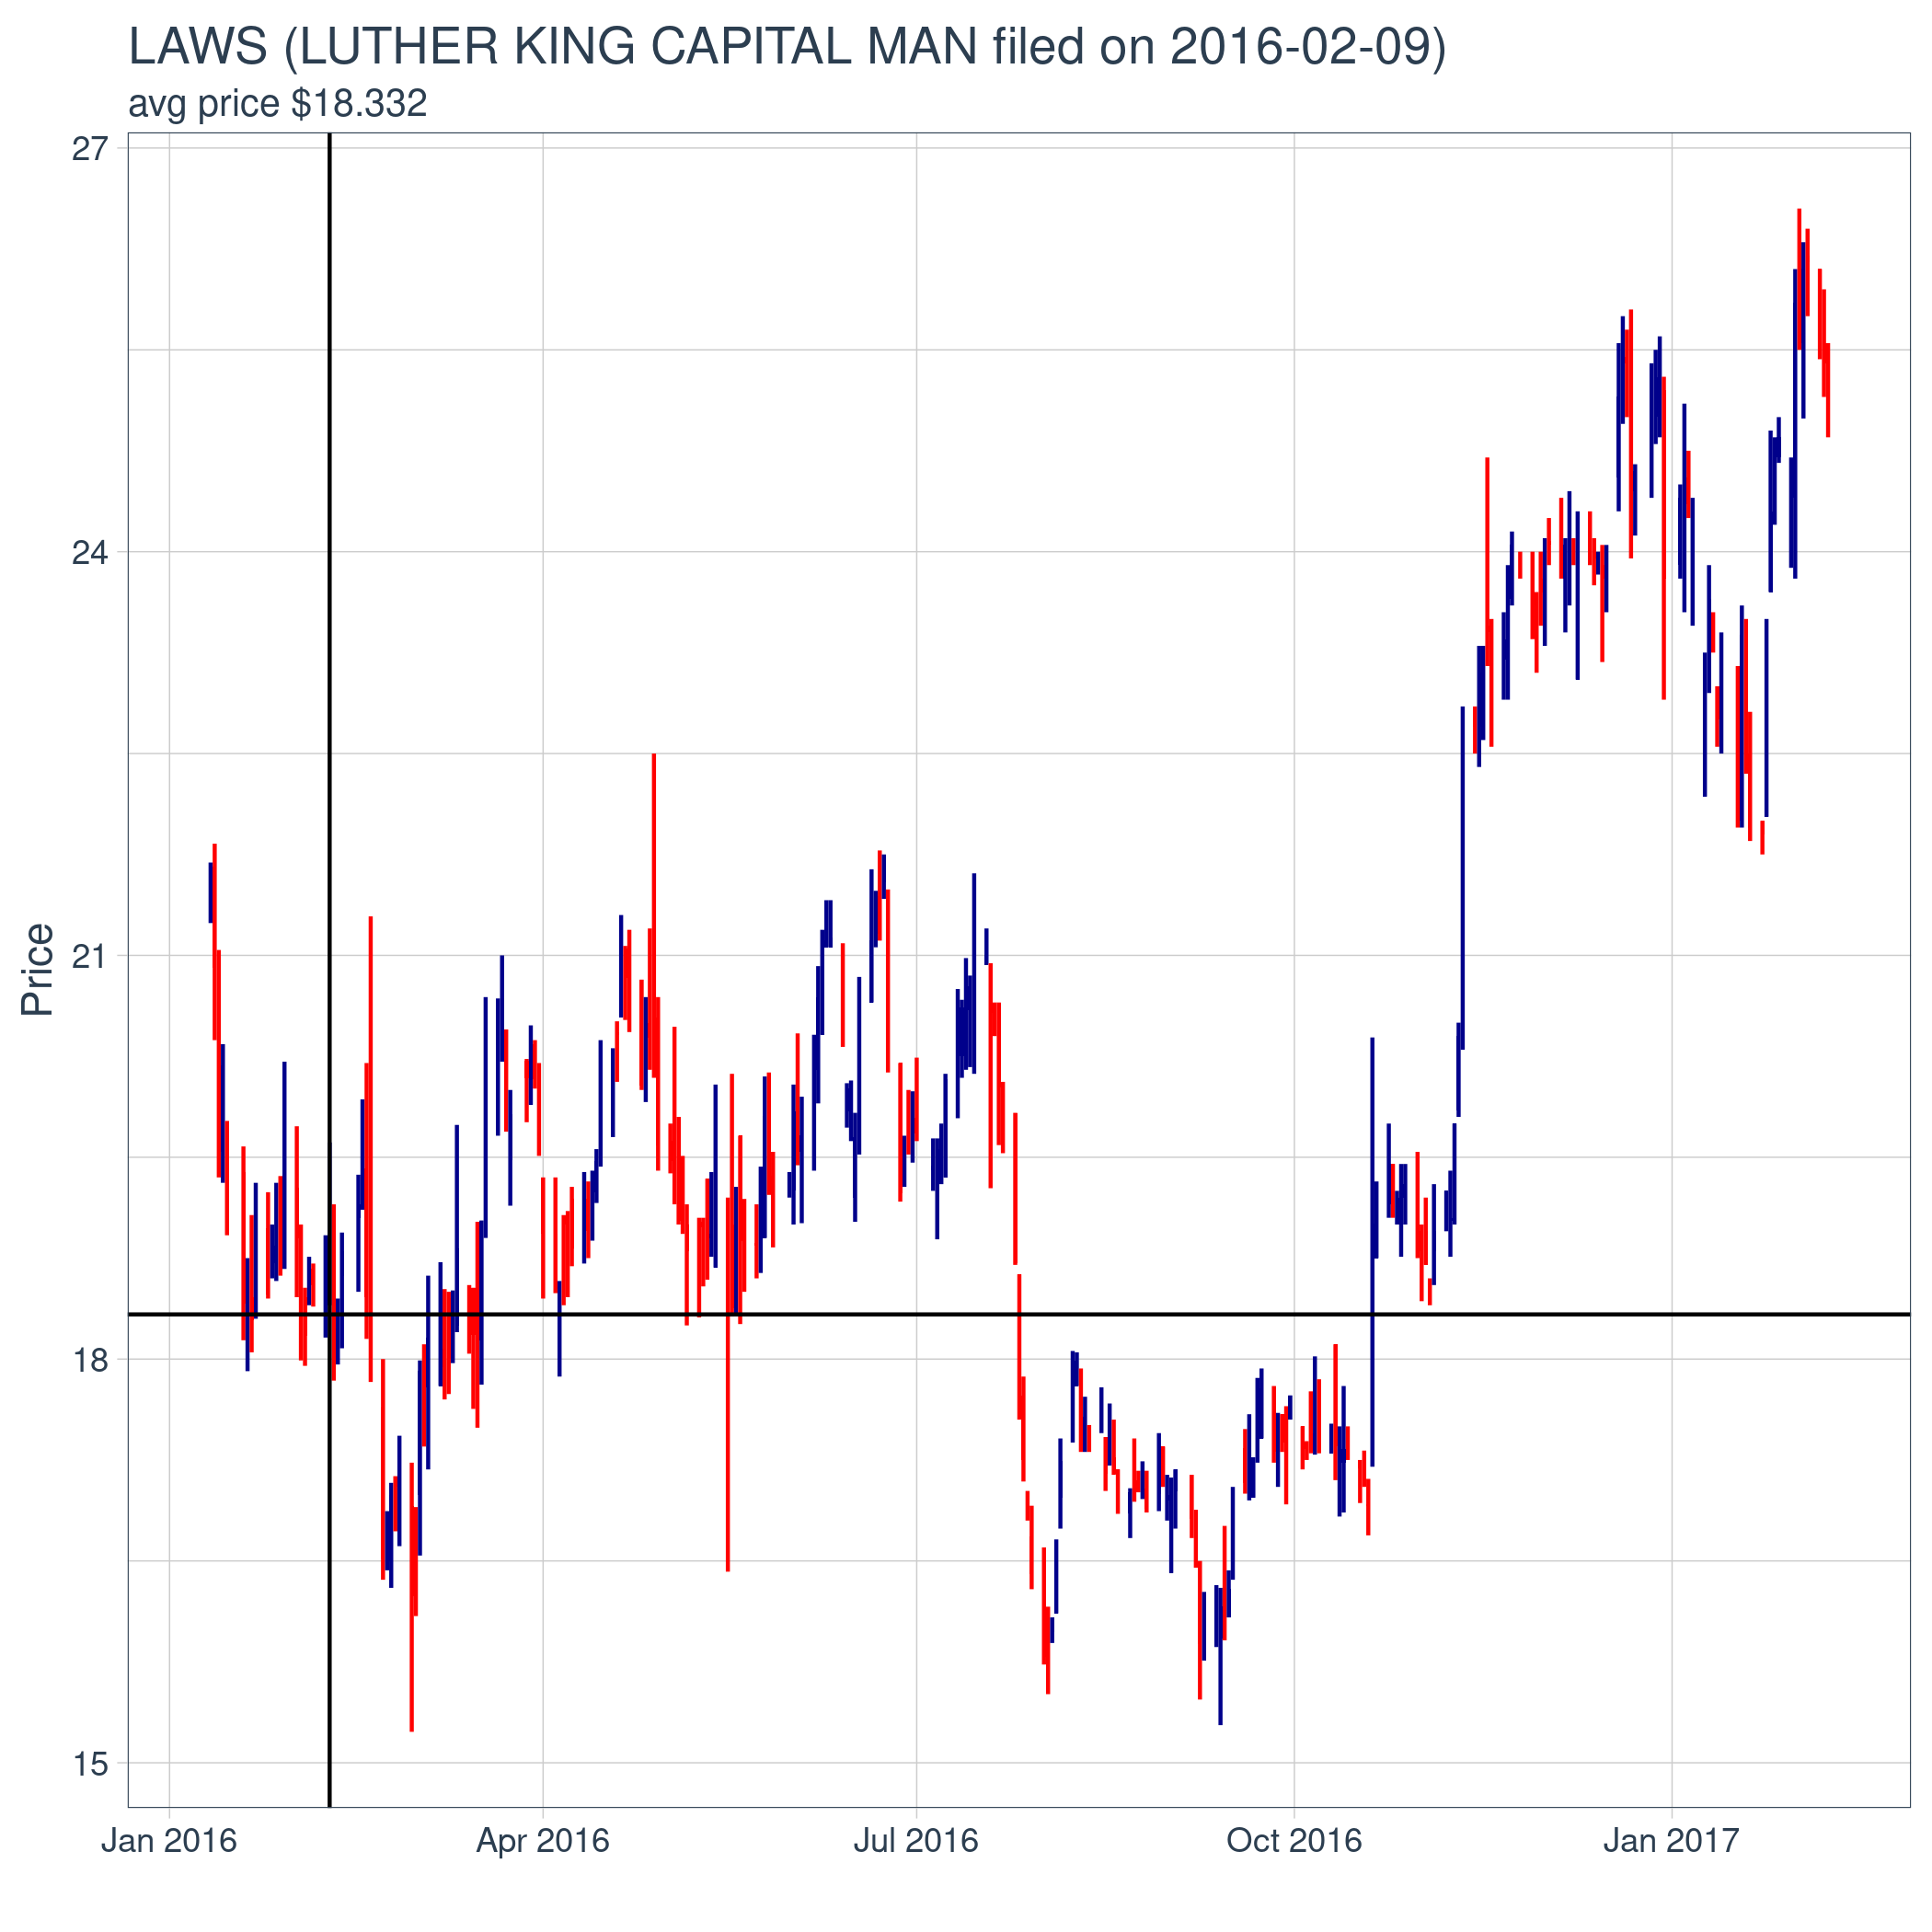 LAWS (LUTHER KING CAPITAL MAN filed on 2016-02-09)
avg price $18.332
27
24
21
18
15
Price
Jan 2016
Apr 2016
Jul 2016
Oct 2016
Jan 2017